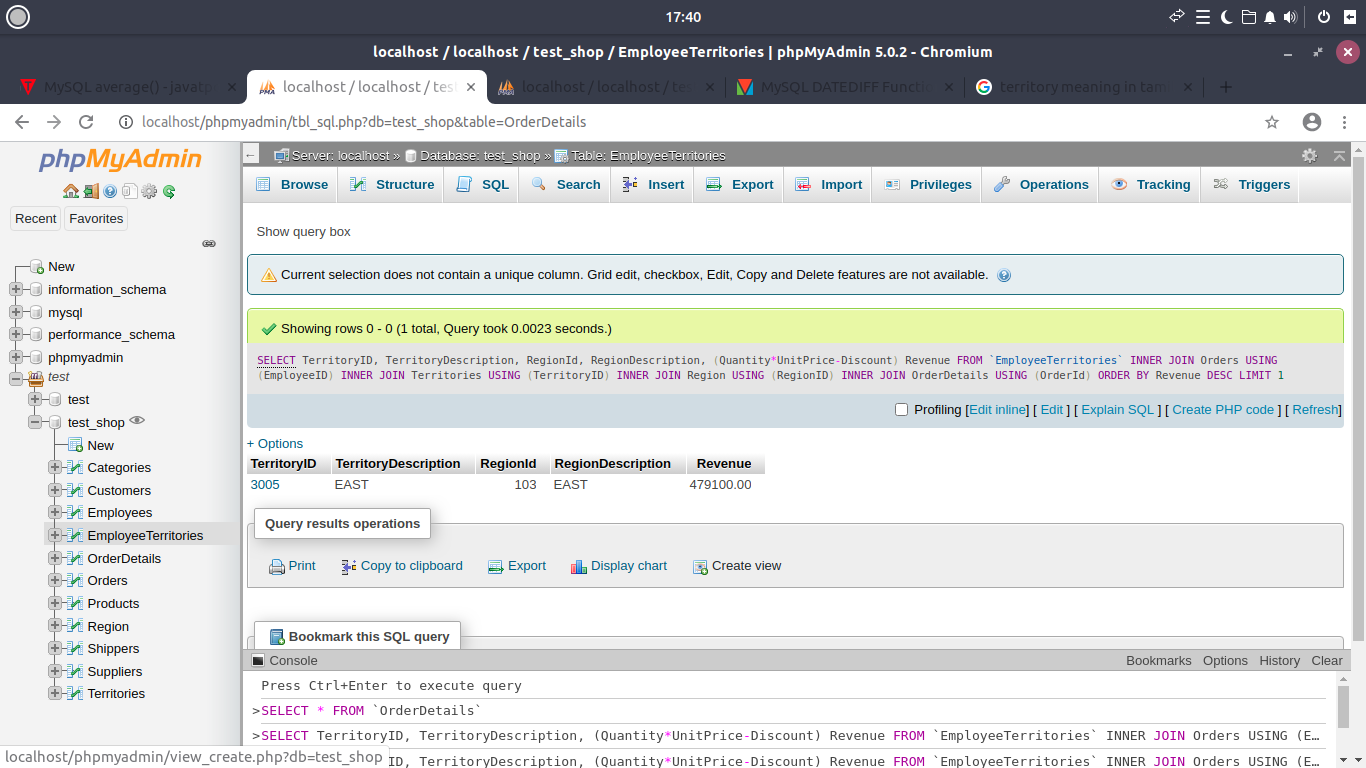 17:40
localhost / localhost / test_shop / EmployeeTerritories | phpMyAdmin 5.0.2 - Chromium
MySQL average() - javatp
localhost / localhost / test
localhost / localhost / test
MySQL DATEDIFF Functi
territory meaning in tam
localhost/phpmyadmin/tbl_sql.php?db=test_shop&table=OrderDetails
phpMyAdmin
Recent
Favorites
New
information_schema
mysql
performance_schema
phpmyadmin
test
test
test_shop
New
Categories
Customers
Employees
EmployeeTerritories
OrderDetails
Orders
Products
Region
Shippers
Suppliers
Territories
localhost/phpmyadmin/view_create.php?db=test_shop
Server: localhost » Database: test_shop » Table: EmployeeTerritories
Browse Structure SQL Search Insert Export Import Privileges Operations Tracking Triggers
Show query box
Current selection does not contain a unique column. Grid edit, checkbox, Edit, Copy and Delete features are not available.
Showing rows 0 - 0 (1 total, Query took 0.0023 seconds.)
SELECT TerritoryID, TerritoryDescription, RegionId, RegionDescription, (Quantity*UnitPrice-Discount) Revenue FROM `EmployeeTerritories` INNER JOIN Orders USING
(EmployeeID) INNER JOIN Territories USING (TerritoryID) INNER JOIN Region USING (RegionID) INNER JOIN OrderDetails USING (OrderId) ORDER BY Revenue DESC LIMIT 1
Profiling [Edit inline] [ Edit ] [ Explain SQL ] [ Create PHP code ] [ Refresh]
+ Options
TerritoryID TerritoryDescription RegionId RegionDescription Revenue
3005 EAST 103 EAST 479100.00
Query results operations
Print Copy to clipboard Export Display chart Create view
Bookmark this SQL query
Console Bookmarks Options History Clear
Press Ctrl+Enter to execute query
>SELECT * FROM `OrderDetails`
>SELECT TerritoryID, TerritoryDescription, (Quantity*UnitPrice-Discount) Revenue FROM `EmployeeTerritories` INNER JOIN Orders USING (E…
ID, TerritoryDescription, (Quantity*UnitPrice-Discount) Revenue FROM `EmployeeTerritories` INNER JOIN Orders USING (E…